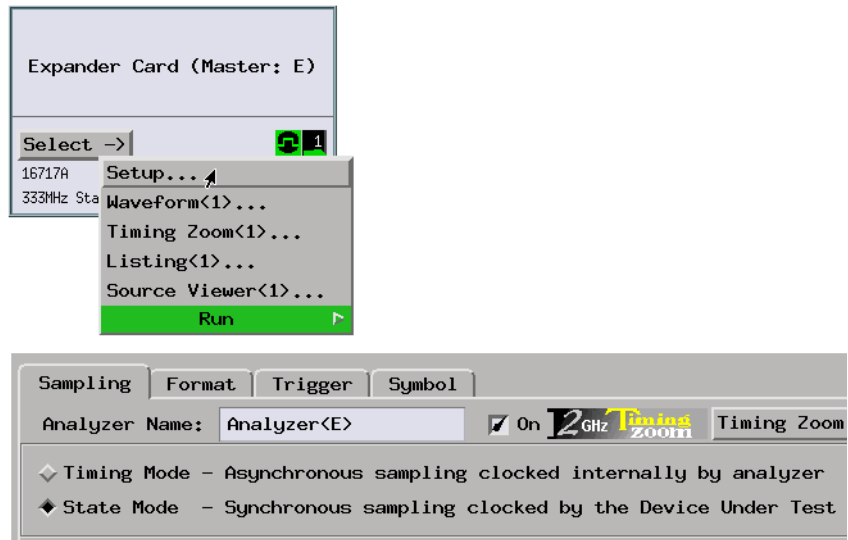 Expander Card (Master: E)
Select ->
1
16717A
333MHz Sta
Setup...
Waveform<1>...
Timing Zoom<1>...
Listing<1>...
Source Viewer<1>...
Run
Sampling Format Trigger Symbol
Analyzer Name: Analyzer<E> On 2GHz Timing zoom Timing Zoom
Timing Mode - Asynchronous sampling clocked internally by analyzer
State Mode - Synchronous sampling clocked by the Device Under Test